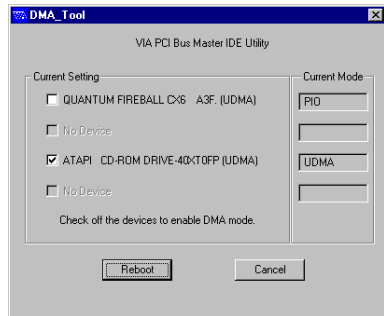 DMA_Tool
VIA PCI Bus Master IDE Utility
Current Setting
Current Mode
QUANTUM FIREBALL CX6 A3F. (UDMA)
PIO
No Device
ATAPI CD-ROM DRIVE-40XT0FP (UDMA)
UDMA
No Device
Check off the devices to enable DMA mode.
Reboot
Cancel